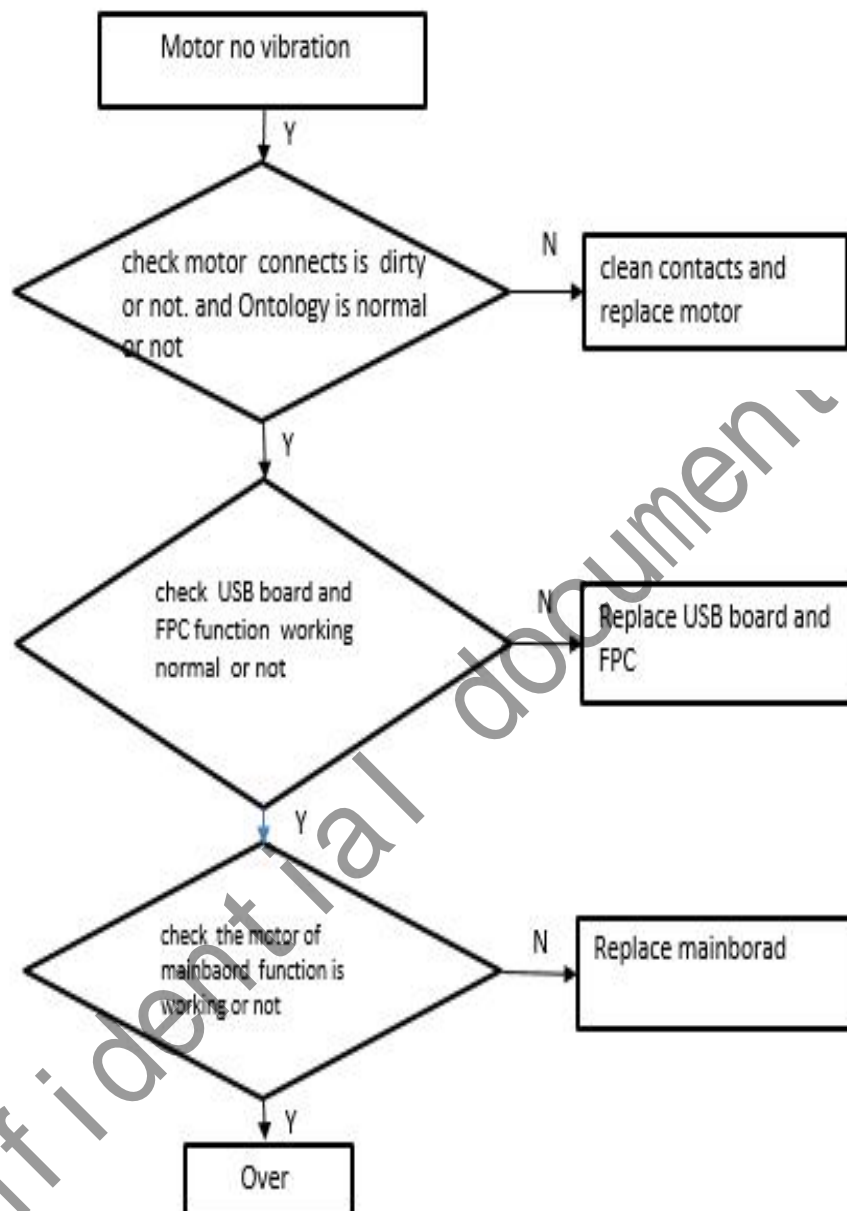 Motor no vibration
Y
check motor connects is dirty
or not. and Ontology is normal
or not
N
clean contacts and
replace motor
Y
check USB board and
FPC function working
normal or not
N
Replace USB board and
FPC
Y
check the motor of
mainbaord function is
working or not
N
Replace mainborad
Y
Over
fidential document